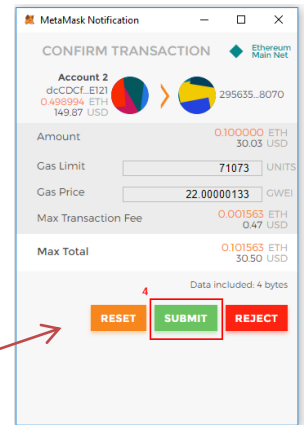 MetaMask Notification
CONFIRM TRANSACTION
Ethereum
Main Net
Account 2
dcCDCf...E121
0.498994 ETH
149.87 USD
295635...8070
Amount
0.100000 ETH
30.03 USD
Gas Limit
71073 UNITS
Gas Price
22.00000133 GWEI
Max Transaction Fee
0.001563 ETH
0.47 USD
Max Total
0.101563 ETH
30.50 USD
Data included: 4 bytes
4
RESET SUBMIT REJECT